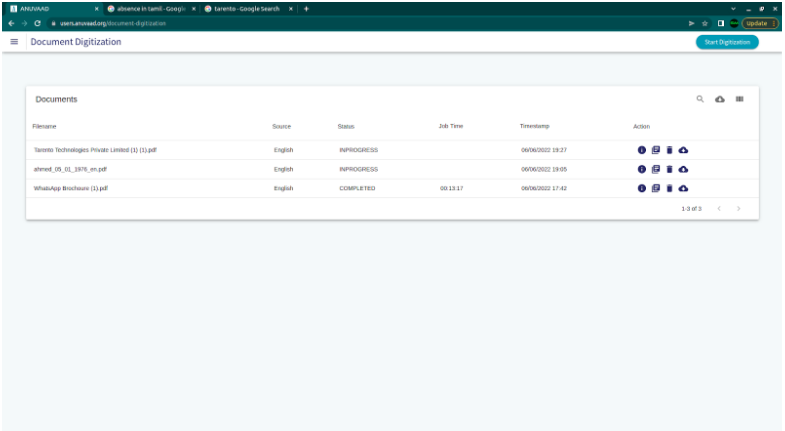 ANUVAAD
absence in tamil - Google
tarento - Google Search
users.anuvaad.org/document-digitization
Update
Document Digitization
Start Digitization
Documents
Filename Source Status Job Time Timestamp Action
Tarento Technologies Private Limited (1) (1).pdf English INPROGRESS 06/06/2022 19:27
ahmed_05_01_1976_en.pdf English INPROGRESS 06/06/2022 19:05
WhatsApp Brochoure (1).pdf English COMPLETED 00:13:17 06/06/2022 17:42
1-3 of 3